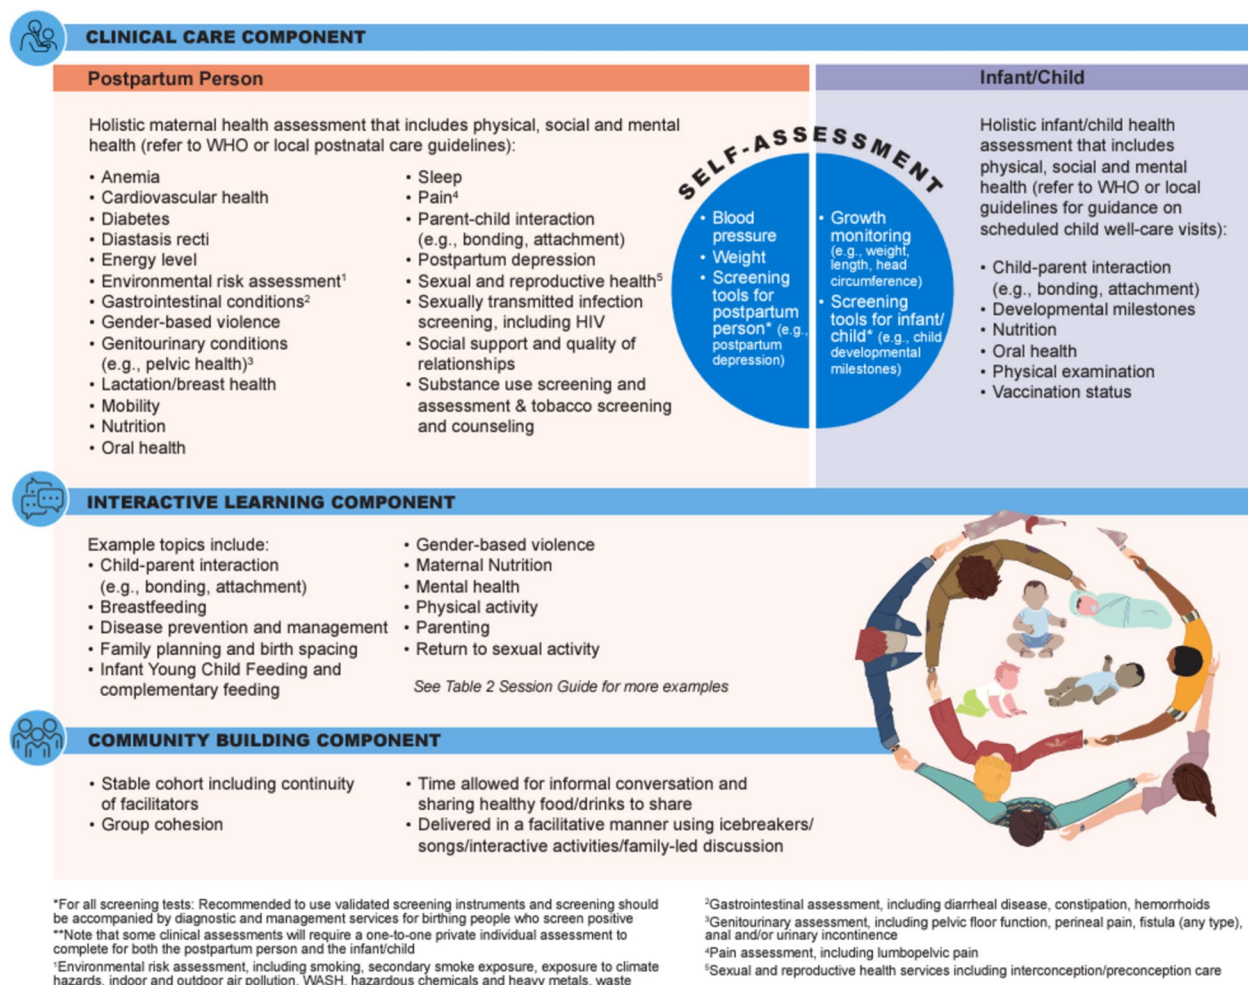 CLINICAL CARE COMPONENT
Postpartum Person
Holistic maternal health assessment that includes physical, social and mental
health (refer to WHO or local postnatal care guidelines):
• Anemia
• Cardiovascular health
• Diabetes
• Diastasis recti
• Energy level
• Environmental risk assessment¹
• Gastrointestinal conditions²
• Gender-based violence
• Genitourinary conditions
(e.g., pelvic health)³
• Lactation/breast health
• Mobility
• Nutrition
• Oral health
• Sleep
• Pain⁴
• Parent-child interaction
(e.g., bonding, attachment)
• Postpartum depression
• Sexual and reproductive health⁵
• Sexually transmitted infection
screening, including HIV
• Social support and quality of
relationships
• Substance use screening and
assessment & tobacco screening
and counseling
SELF-ASSESSMENT
• Blood
pressure
• Weight
• Screening
tools for
postpartum
person* (e.g.,
postpartum
depression)
• Growth
monitoring
(e.g., weight,
length, head
circumference)
• Screening
tools for infant/
child* (e.g., child
developmental
milestones)
Infant/Child
Holistic infant/child health
assessment that includes
physical, social and mental
health (refer to WHO or local
guidelines for guidance on
scheduled child well-care visits):
• Child-parent interaction
(e.g., bonding, attachment)
• Developmental milestones
• Nutrition
• Oral health
• Physical examination
• Vaccination status
INTERACTIVE LEARNING COMPONENT
Example topics include:
• Child-parent interaction
(e.g., bonding, attachment)
• Breastfeeding
• Disease prevention and management
• Family planning and birth spacing
• Infant Young Child Feeding and
complementary feeding
• Gender-based violence
• Maternal Nutrition
• Mental health
• Physical activity
• Parenting
• Return to sexual activity
See Table 2 Session Guide for more examples
COMMUNITY BUILDING COMPONENT
• Stable cohort including continuity
of facilitators
• Group cohesion
• Time allowed for informal conversation and
sharing healthy food/drinks to share
• Delivered in a facilitative manner using icebreakers/
songs/interactive activities/family-led discussion
*For all screening tests: Recommended to use validated screening instruments and screening should
be accompanied by diagnostic and management services for birthing people who screen positive
**Note that some clinical assessments will require a one-to-one private individual assessment to
complete for both the postpartum person and the infant/child
¹Environmental risk assessment, including smoking, secondary smoke exposure, exposure to climate
hazards, indoor and outdoor air pollution, WASH, hazardous chemicals and heavy metals, waste
²Gastrointestinal assessment, including diarrheal disease, constipation, hemorrhoids
³Genitourinary assessment, including pelvic floor function, perineal pain, fistula (any type),
anal and/or urinary incontinence
⁴Pain assessment, including lumbopelvic pain
⁵Sexual and reproductive health services including interconception/preconception care